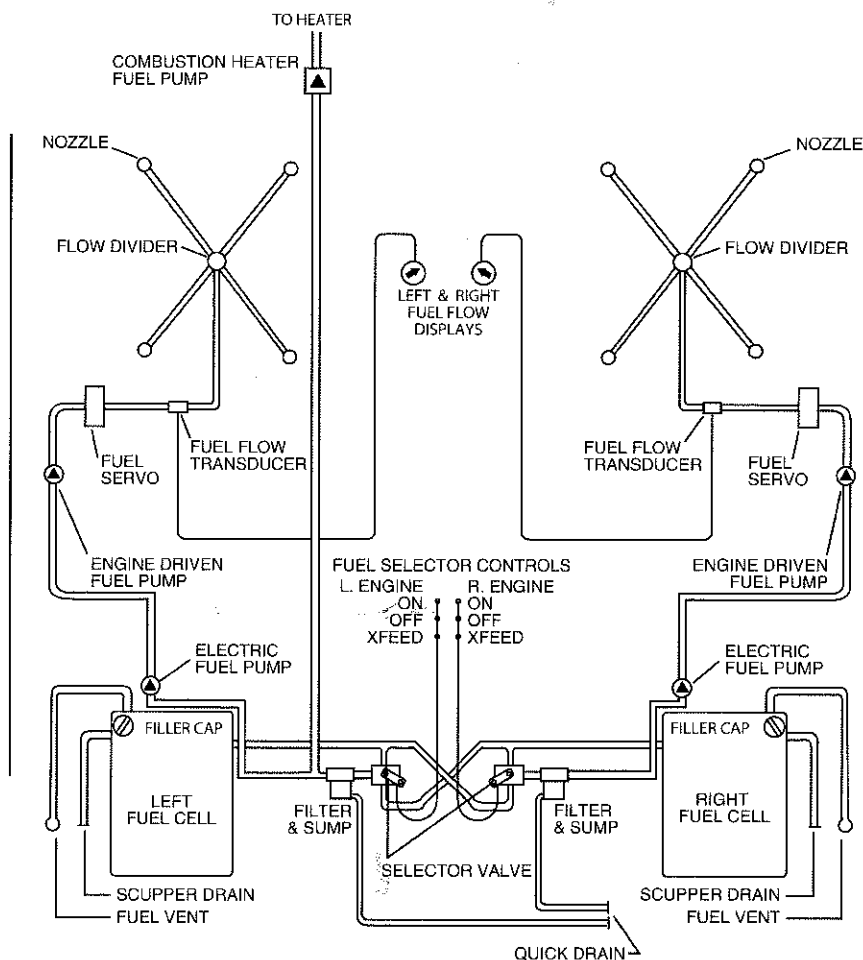 TO HEATER
COMBUSTION HEATER
FUEL PUMP
NOZZLE
NOZZLE
FLOW DIVIDER
FLOW DIVIDER
LEFT & RIGHT
FUEL FLOW
DISPLAYS
FUEL
SERVO
FUEL FLOW
TRANSDUCER
FUEL FLOW
TRANSDUCER
FUEL
SERVO
ENGINE DRIVEN
FUEL PUMP
FUEL SELECTOR CONTROLS
L. ENGINE R. ENGINE
ON ON
OFF OFF
XFEED XFEED
ENGINE DRIVEN
FUEL PUMP
ELECTRIC
FUEL PUMP
ELECTRIC
FUEL PUMP
FILLER CAP
FILLER CAP
LEFT
FUEL CELL
FILTER
& SUMP
FILTER
& SUMP
RIGHT
FUEL CELL
SELECTOR VALVE
SCUPPER DRAIN
FUEL VENT
SCUPPER DRAIN
FUEL VENT
QUICK DRAIN